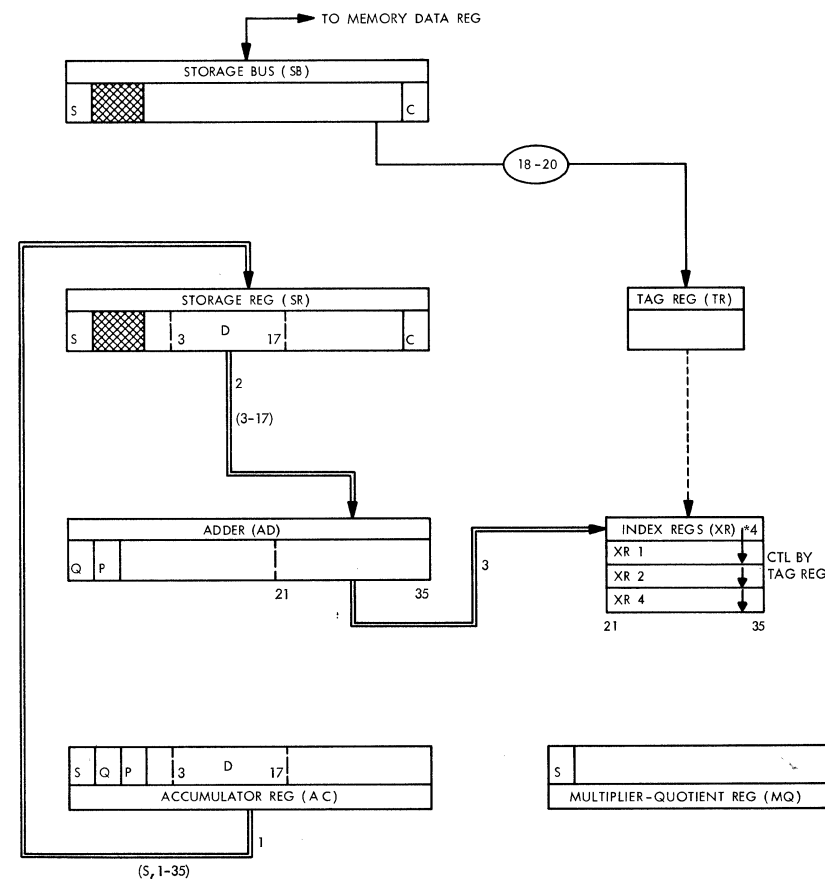 TO MEMORY DATA REG
STORAGE BUS (SB)
S
C
18-20
STORAGE REG (SR)
S
3 D 17
C
TAG REG (TR)
2
(3-17)
ADDER (AD)
Q P
21 35
3
INDEX REGS (XR) *4
XR 1
XR 2
XR 4
CTL BY
TAG REG
21 35
S Q P 3 D 17
ACCUMULATOR REG (AC)
1
(S, 1-35)
S
MULTIPLIER-QUOTIENT REG (MQ)